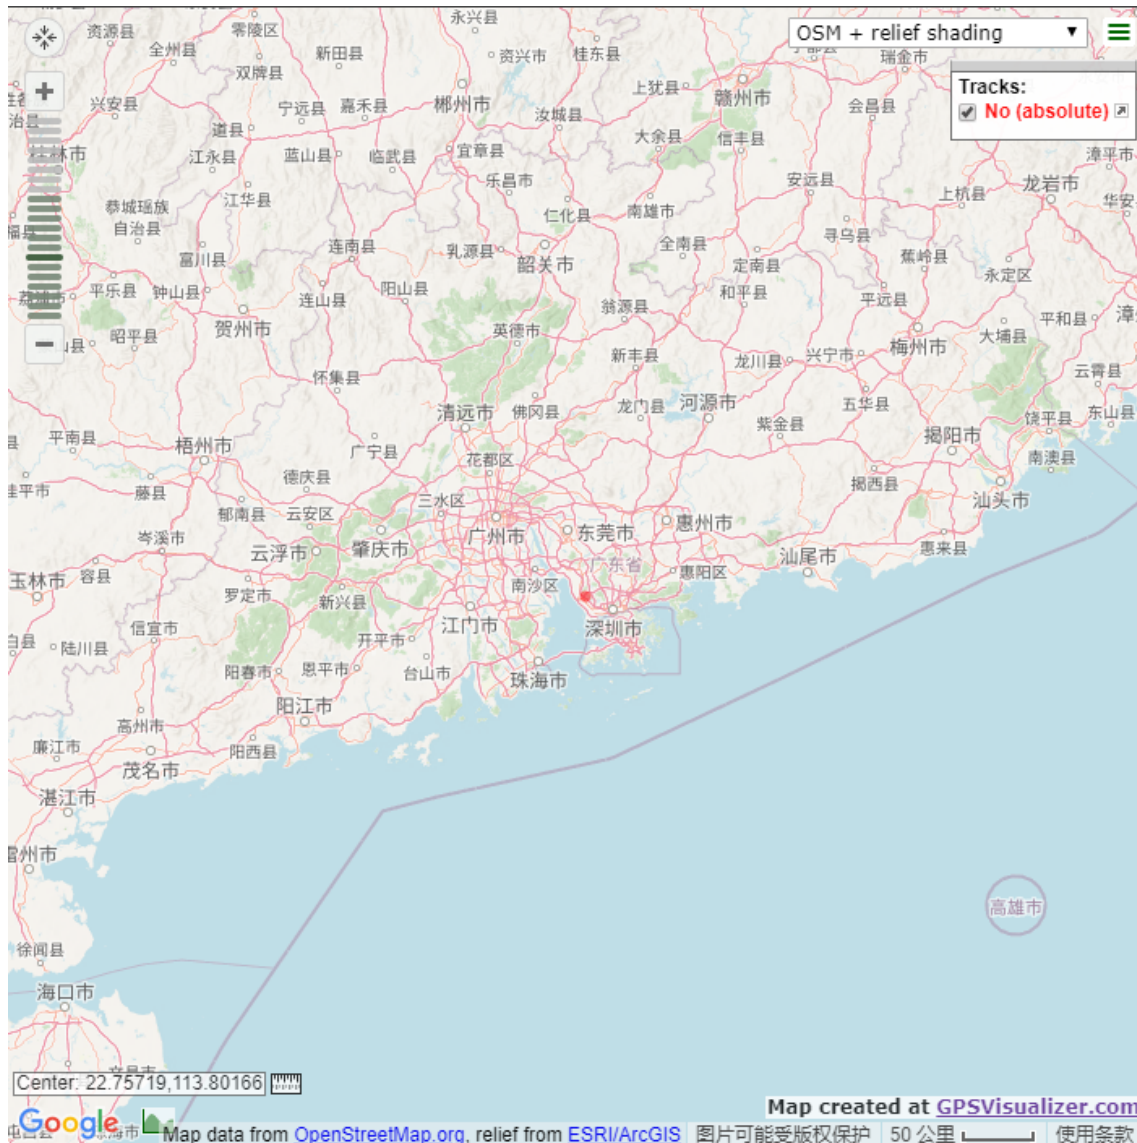 资源县
零陵区
永兴县
OSM + relief shading
全州县
新田县
资兴市
桂东县
瑞金市
双牌县
上犹县
赣州市
Tracks:
兴安县
宁远县
嘉禾县
郴州市
汝城县
会昌县
No (absolute)
道县
大余县
信丰县
江永县
蓝山县
临武县
宜章县
漳平市
乐昌市
安远县
龙岩市
恭城瑶族
自治县
江华县
仁化县
南雄市
上杭县
连南县
乳源县
韶关市
全南县
寻乌县
富川县
定南县
蕉岭县
永定区
平乐县
钟山县
连山县
阳山县
翁源县
和平县
平远县
昭平县
贺州市
英德市
梅州市
大埔县
平和县
新丰县
龙川县
兴宁市
怀集县
云霄县
清远市
佛冈县
龙门县
河源市
五华县
饶平县
东山县
平南县
梧州市
广宁县
紫金县
揭阳市
花都区
南澳县
藤县
德庆县
三水区
揭西县
汕头市
郁南县
云安区
广州市
东莞市
惠州市
岑溪市
云浮市
肇庆市
惠来县
汕尾市
广东省
玉林市
容县
南沙区
惠阳区
罗定市
新兴县
信宜市
江门市
深圳市
陆川县
开平市
阳春市
恩平市
台山市
珠海市
阳江市
高州市
廉江市
阳西县
茂名市
湛江市
雷州市
高雄市
徐闻县
海口市
Center: 22.75719,113.80166
Map created at GPSVisualizer.com
Google
Map data from OpenStreetMap.org, relief from ESRI/ArcGIS
图片可能受版权保护
50 公里
使用条款